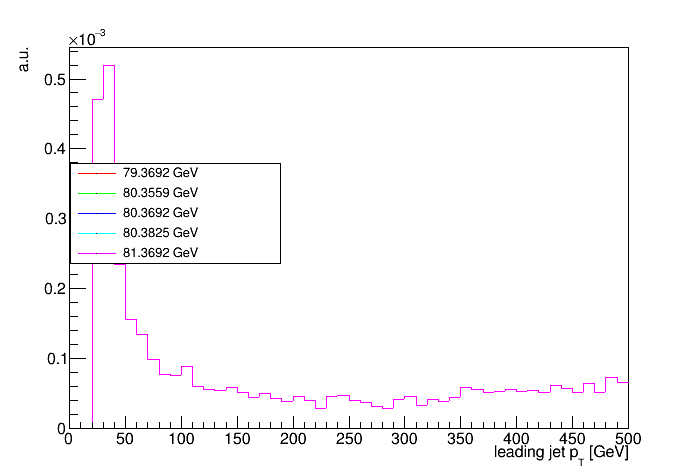 ×10⁻³
a.u.
0.5
0.4
79.3692 GeV
80.3559 GeV
0.3
80.3692 GeV
80.3825 GeV
81.3692 GeV
0.2
0.1
0
0 50 100 150 200 250 300 350 400 450 500
leading jet p_T [GeV]